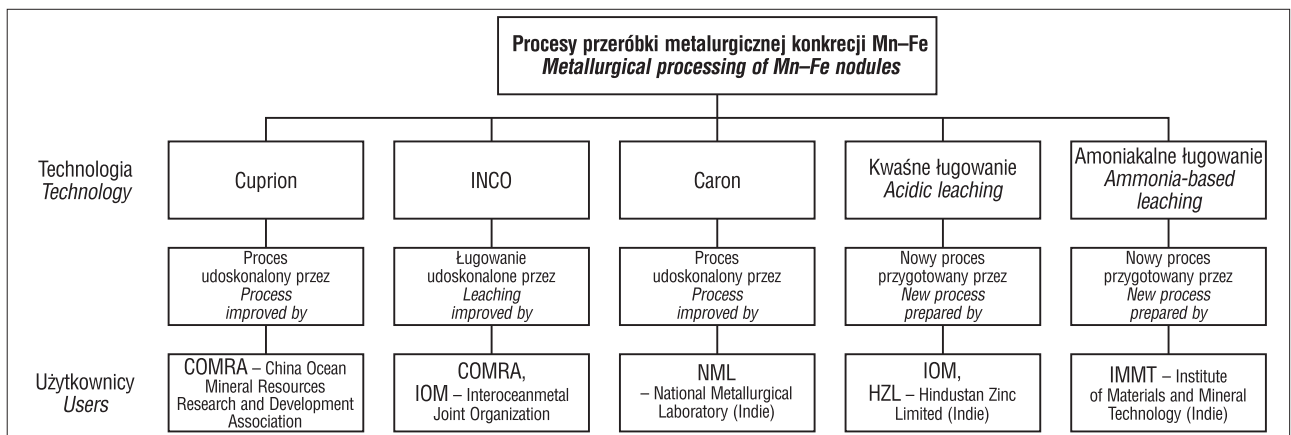 Procesy przeróbki metalurgicznej konkrecji Mn–Fe
Metallurgical processing of Mn–Fe nodules
Technologia
Technology
Cuprion
INCO
Caron
Kwaśne ługowanie
Acidic leaching
Amoniakalne ługowanie
Ammonia-based
leaching
Proces
udoskonalony przez
Process
improved by
Ługowanie
udoskonalone przez
Leaching
improved by
Proces
udoskonalony przez
Process
improved by
Nowy proces
przygotowany przez
New process
prepared by
Nowy proces
przygotowany przez
New process
prepared by
Użytkownicy
Users
COMRA – China Ocean
Mineral Resources
Research and Development
Association
COMRA,
IOM – Interoceanmetal
Joint Organization
NML
– National Metallurgical
Laboratory (Indie)
IOM,
HZL – Hindustan Zinc
Limited (Indie)
IMMT – Institute
of Materials and Mineral
Technology (Indie)